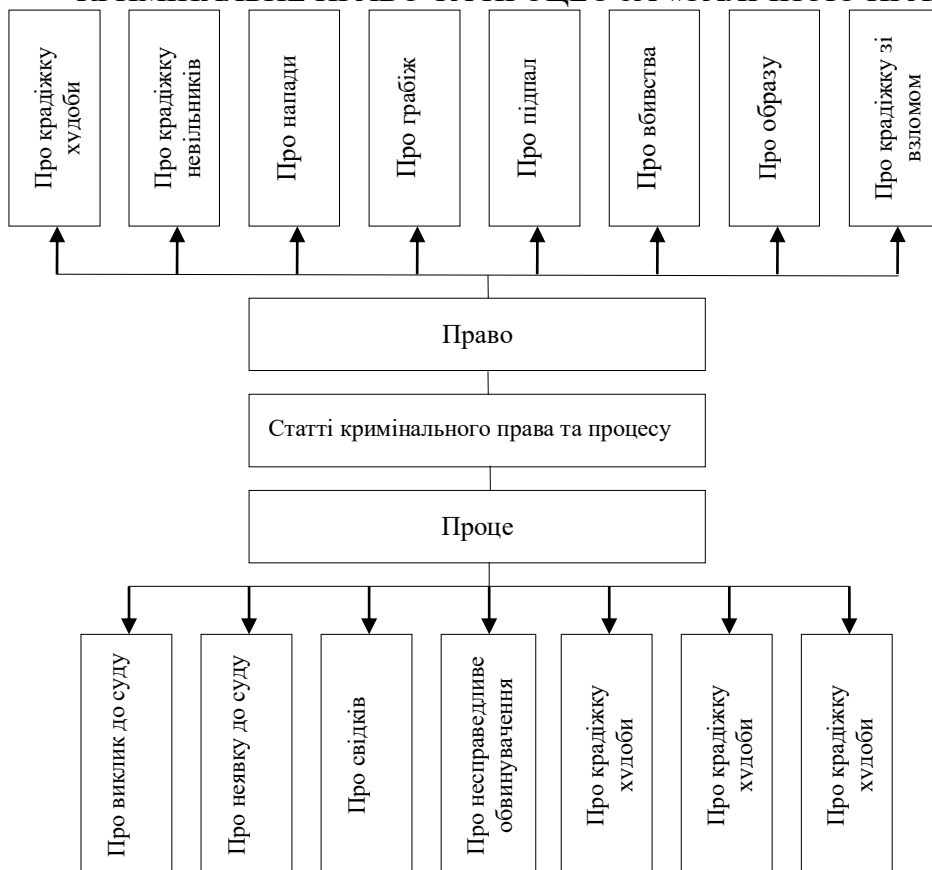 Про крадіжку
худоби
Про крадіжку
невільників
Про напади
Про грабіж
Про підпал
Про вбивства
Про образу
Про крадіжку зі
взломом
Право
Статті кримінального права та процесу
Проце
Про виклик до суду
Про неявку до суду
Про свідків
Про несправедливе
обвинувачення
Про крадіжку
худоби
Про крадіжку
худоби
Про крадіжку
худоби